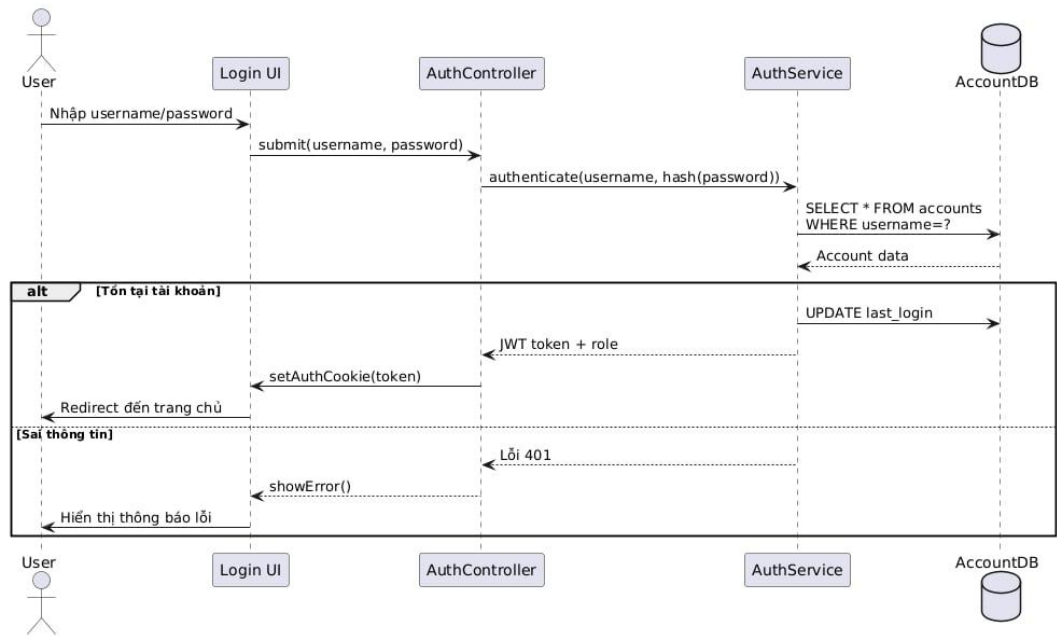 User
Login UI
AuthController
AuthService
AccountDB
Nhập username/password
submit(username, password)
authenticate(username, hash(password))
SELECT * FROM accounts
WHERE username=?
Account data
alt
[Tồn tại tài khoản]
UPDATE last_login
JWT token + role
setAuthCookie(token)
Redirect đến trang chủ
[Sai thông tin]
Lỗi 401
showError()
Hiển thị thông báo lỗi
User
Login UI
AuthController
AuthService
AccountDB